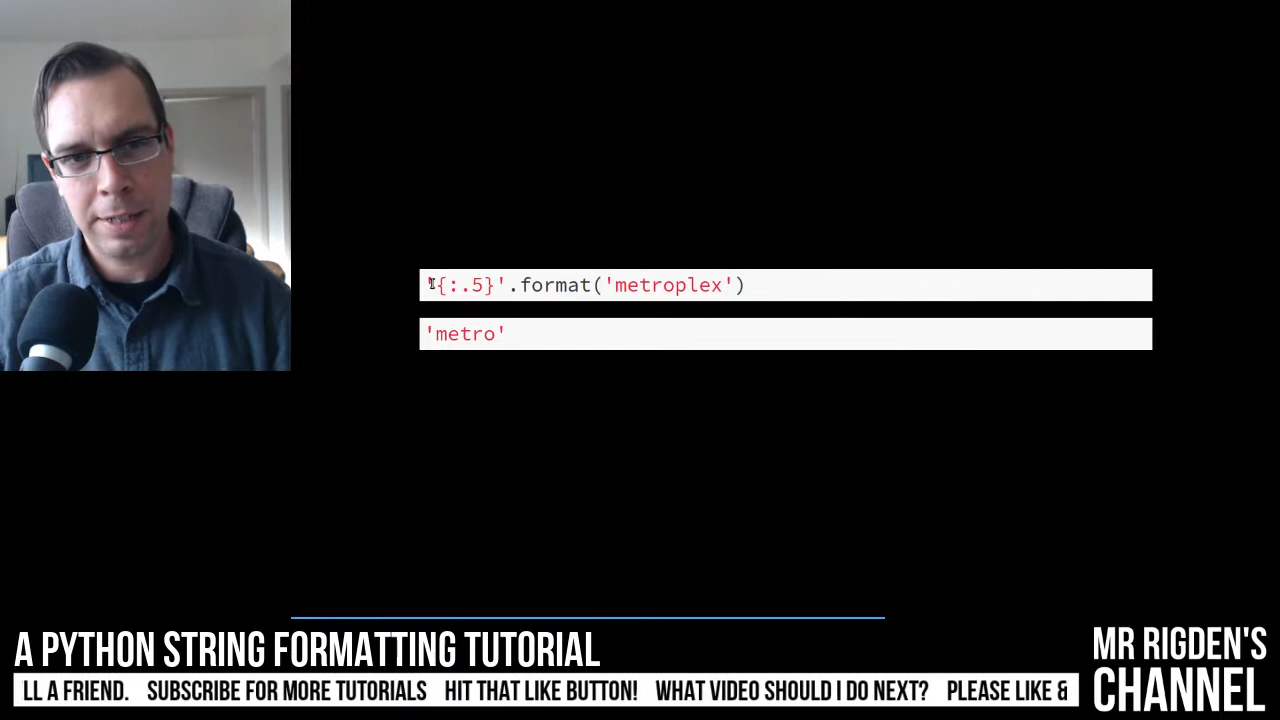 '{:.5}'.format('metroplex')
'metro'
A PYTHON STRING FORMATTING TUTORIAL
LL A FRIEND. SUBSCRIBE FOR MORE TUTORIALS HIT THAT LIKE BUTTON! WHAT VIDEO SHOULD I DO NEXT? PLEASE LIKE &
MR RIGDEN'S
CHANNEL